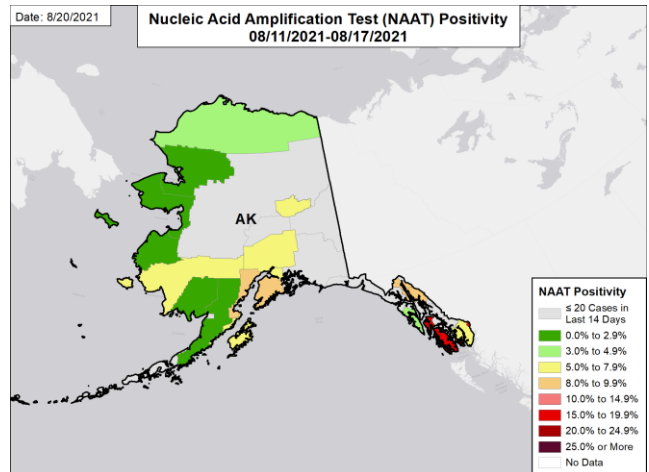 Date: 8/20/2021
Nucleic Acid Amplification Test (NAAT) Positivity
08/11/2021-08/17/2021
AK
NAAT Positivity
≤ 20 Cases in
Last 14 Days
0.0% to 2.9%
3.0% to 4.9%
5.0% to 7.9%
8.0% to 9.9%
10.0% to 14.9%
15.0% to 19.9%
20.0% to 24.9%
25.0% or More
No Data